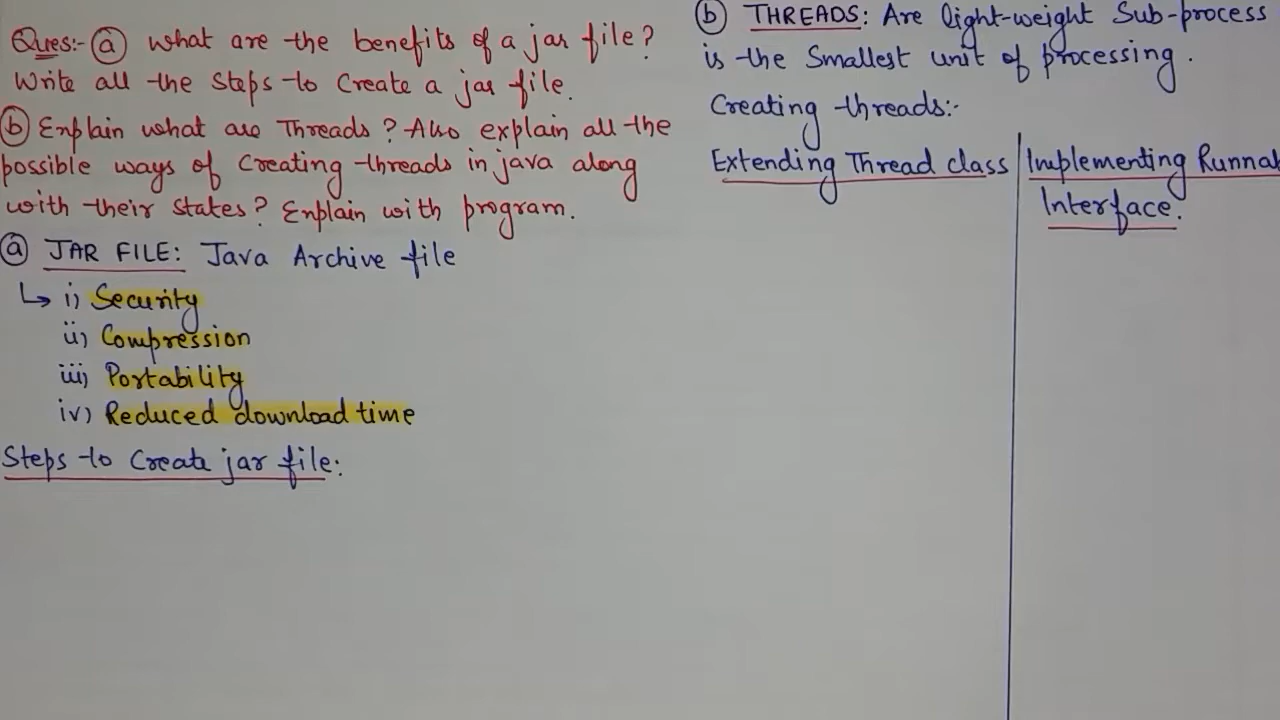 Ques:- (a) what are the benefits of a jar file?
Write all the steps to Create a jar file.
(b) Explain what are Threads? Also explain all the
possible ways of Creating threads in java along
with their states? Explain with program.
(a) JAR FILE: Java Archive file
↳ i) Security
ii) Compression
iii) Portability
iv) Reduced download time
Steps to Create jar file:
(b) THREADS: Are light-weight Sub-process
is the Smallest unit of processing.
Creating threads:-
Extending Thread class
Implementing Runnab
Interface.